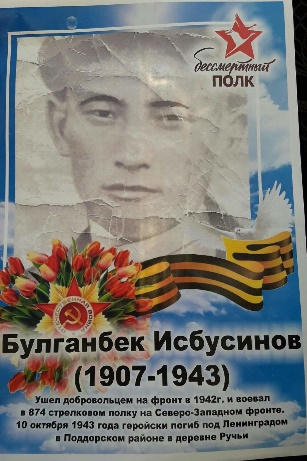 бессмертный
ПОЛК
Булганбек Исбусинов
(1907-1943)
Ушел добровольцем на фронт в 1942г. и воевал
в 874 стрелковом полку на Северо-Западном фронте.
10 октября 1943 года геройски погиб под Ленинградом
в Поддорском районе в деревне Ручьи